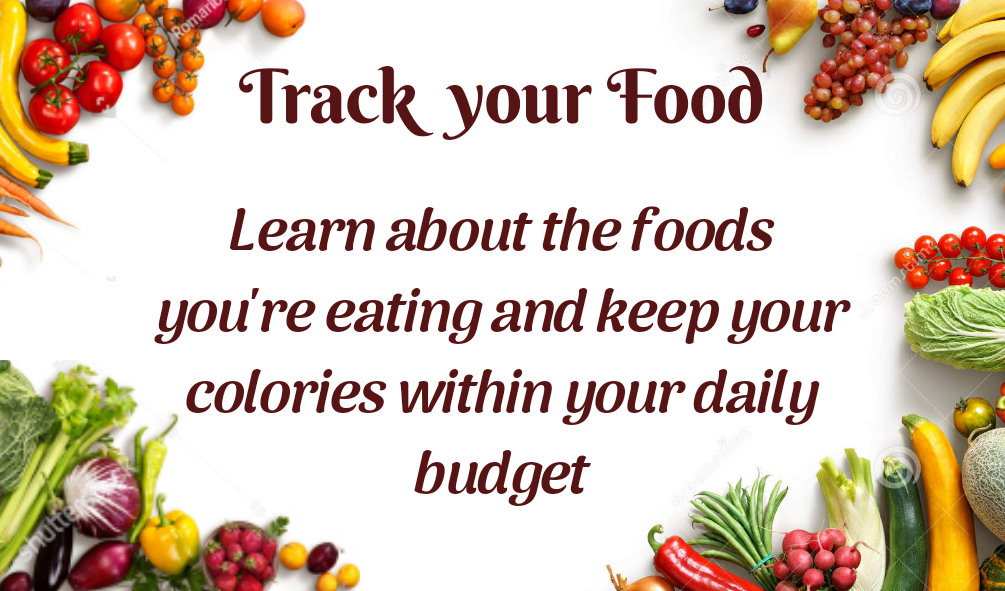 Track your Food
Learn about the foods
you're eating and keep your
colories within your daily
budget